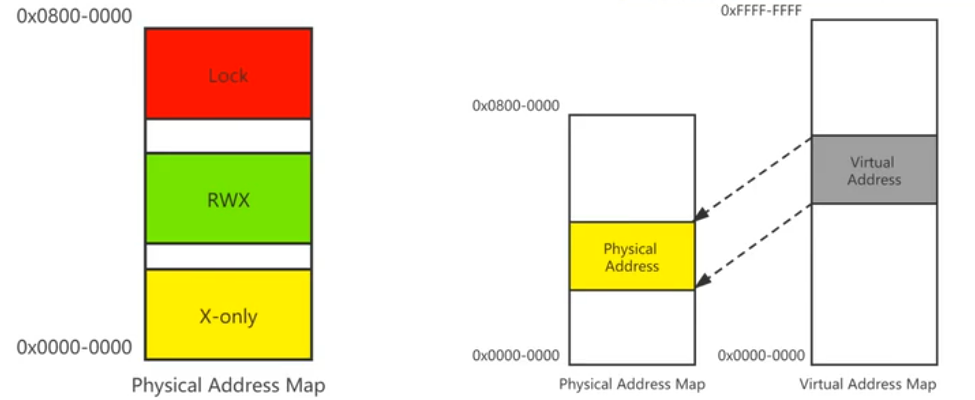 0x0800-0000
Lock
RWX
X-only
0x0000-0000
Physical Address Map
0x0800-0000
Physical
Address
0x0000-0000
Physical Address Map
0xFFFF-FFFF
Virtual
Address
0x0000-0000
Virtual Address Map